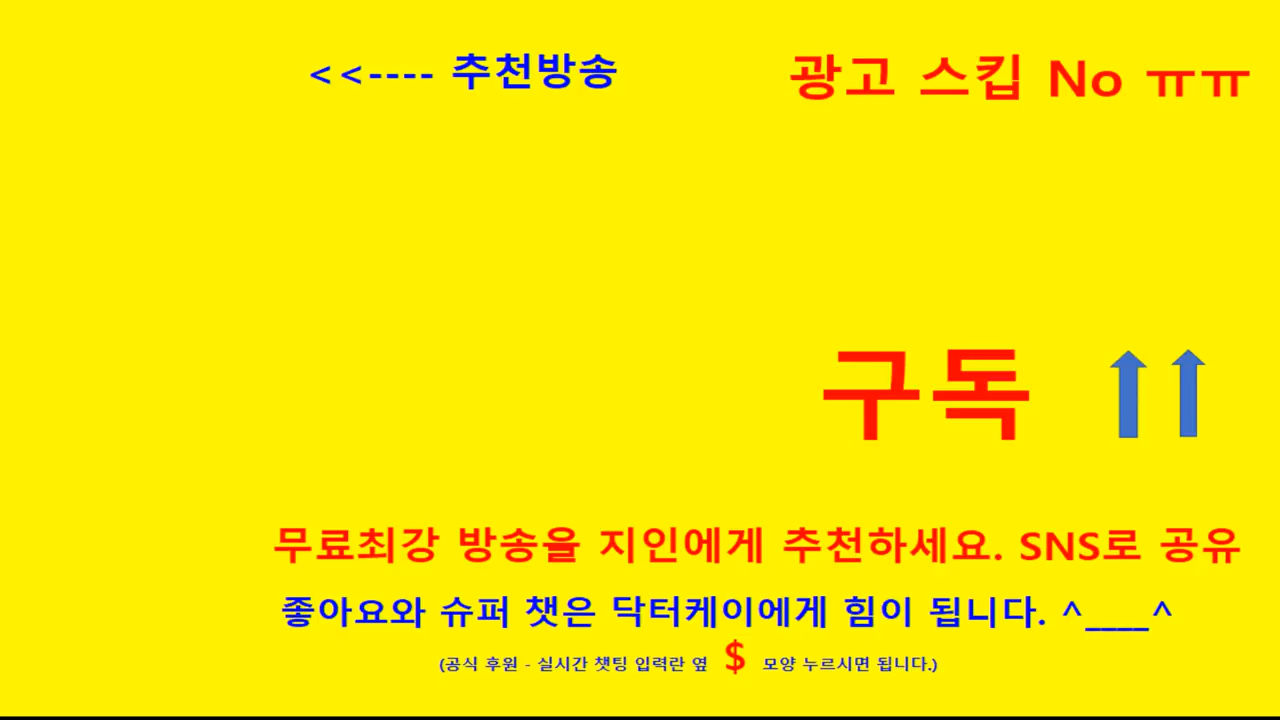 <<---- 추천방송
광고 스킵 No ㅠㅠ
구독
무료최강 방송을 지인에게 추천하세요. SNS로 공유
좋아요와 슈퍼 챗은 닥터케이에게 힘이 됩니다. ^____^
(공식 후원 - 실시간 챗팅 입력란 옆 $ 모양 누르시면 됩니다.)